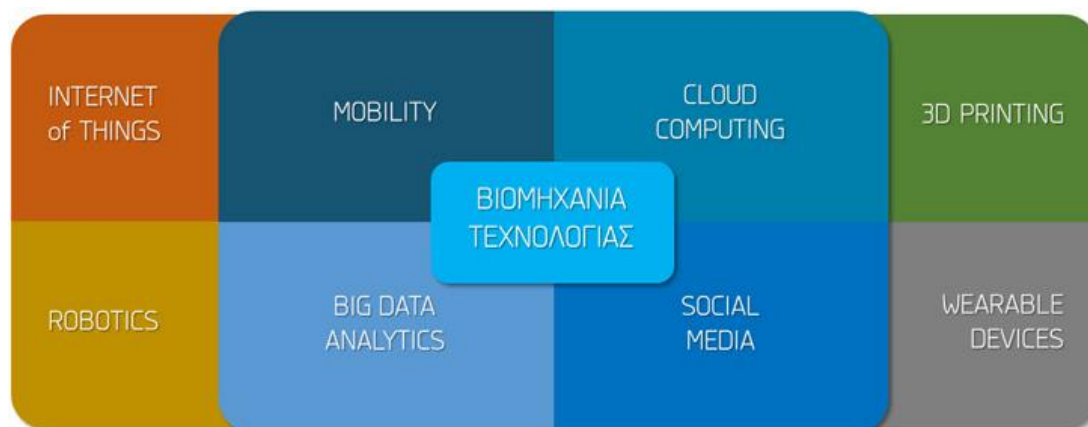 INTERNET
of THINGS
MOBILITY
CLOUD
COMPUTING
3D PRINTING
ΒΙΟΜΗΧΑΝΙΑ
ΤΕΧΝΟΛΟΓΙΑΣ
ROBOTICS
BIG DATA
ANALYTICS
SOCIAL
MEDIA
WEARABLE
DEVICES